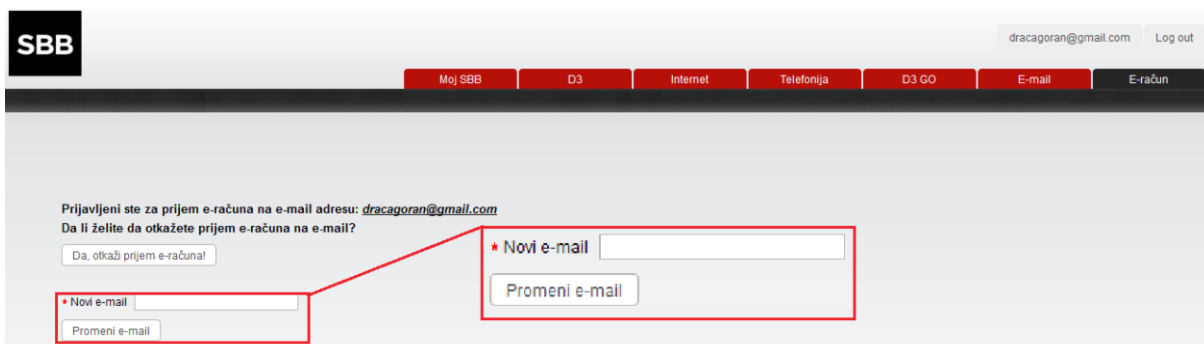 SBB
dracagoran@gmail.com Log out
Moj SBB D3 Internet Telefonija D3 GO E-mail E-račun
Prijavljeni ste za prijem e-računa na e-mail adresu: dracagoran@gmail.com
Da li želite da otkažete prijem e-računa na e-mail?
Da, otkaži prijem e-računa!
* Novi e-mail
Promeni e-mail
* Novi e-mail
Promeni e-mail